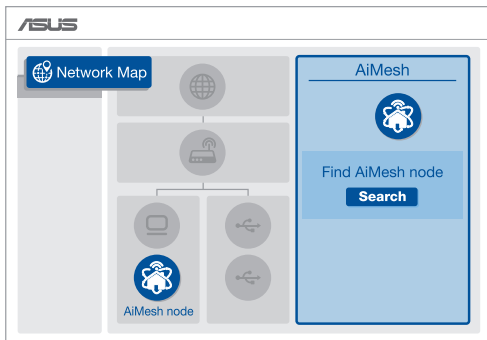 ASUS
Network Map
AiMesh
Find AiMesh node
Search
AiMesh node